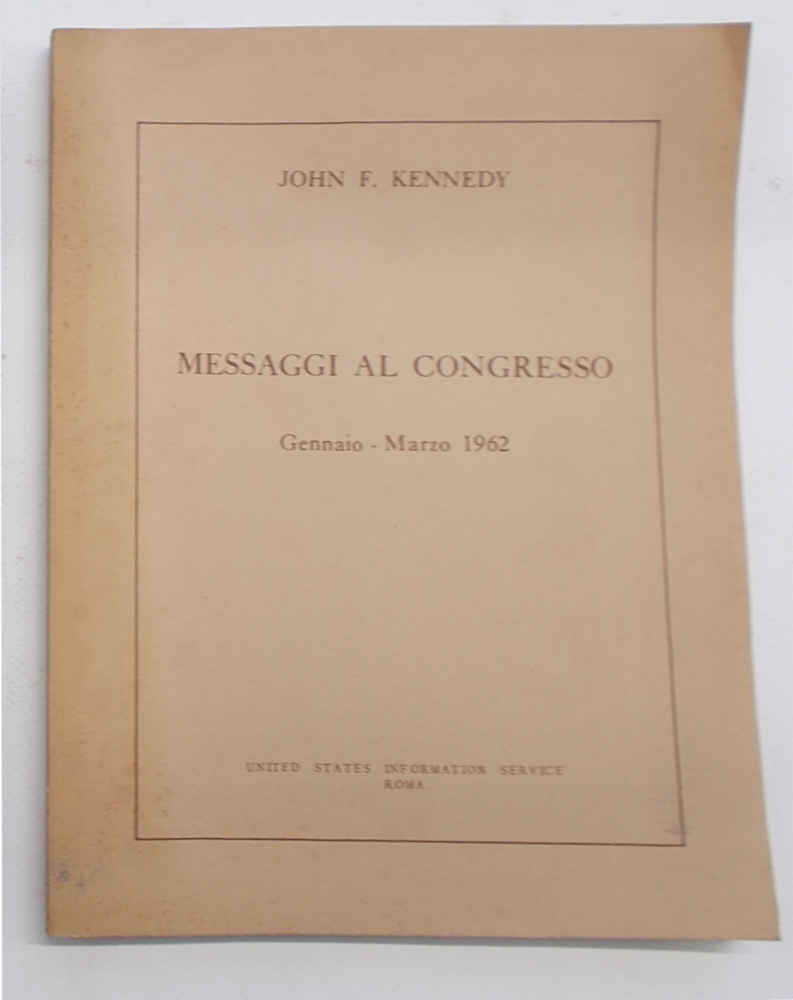 JOHN F. KENNEDY
MESSAGGI AL CONGRESSO
Gennaio - Marzo 1962
UNITED STATES INFORMATION SERVICE
ROMA